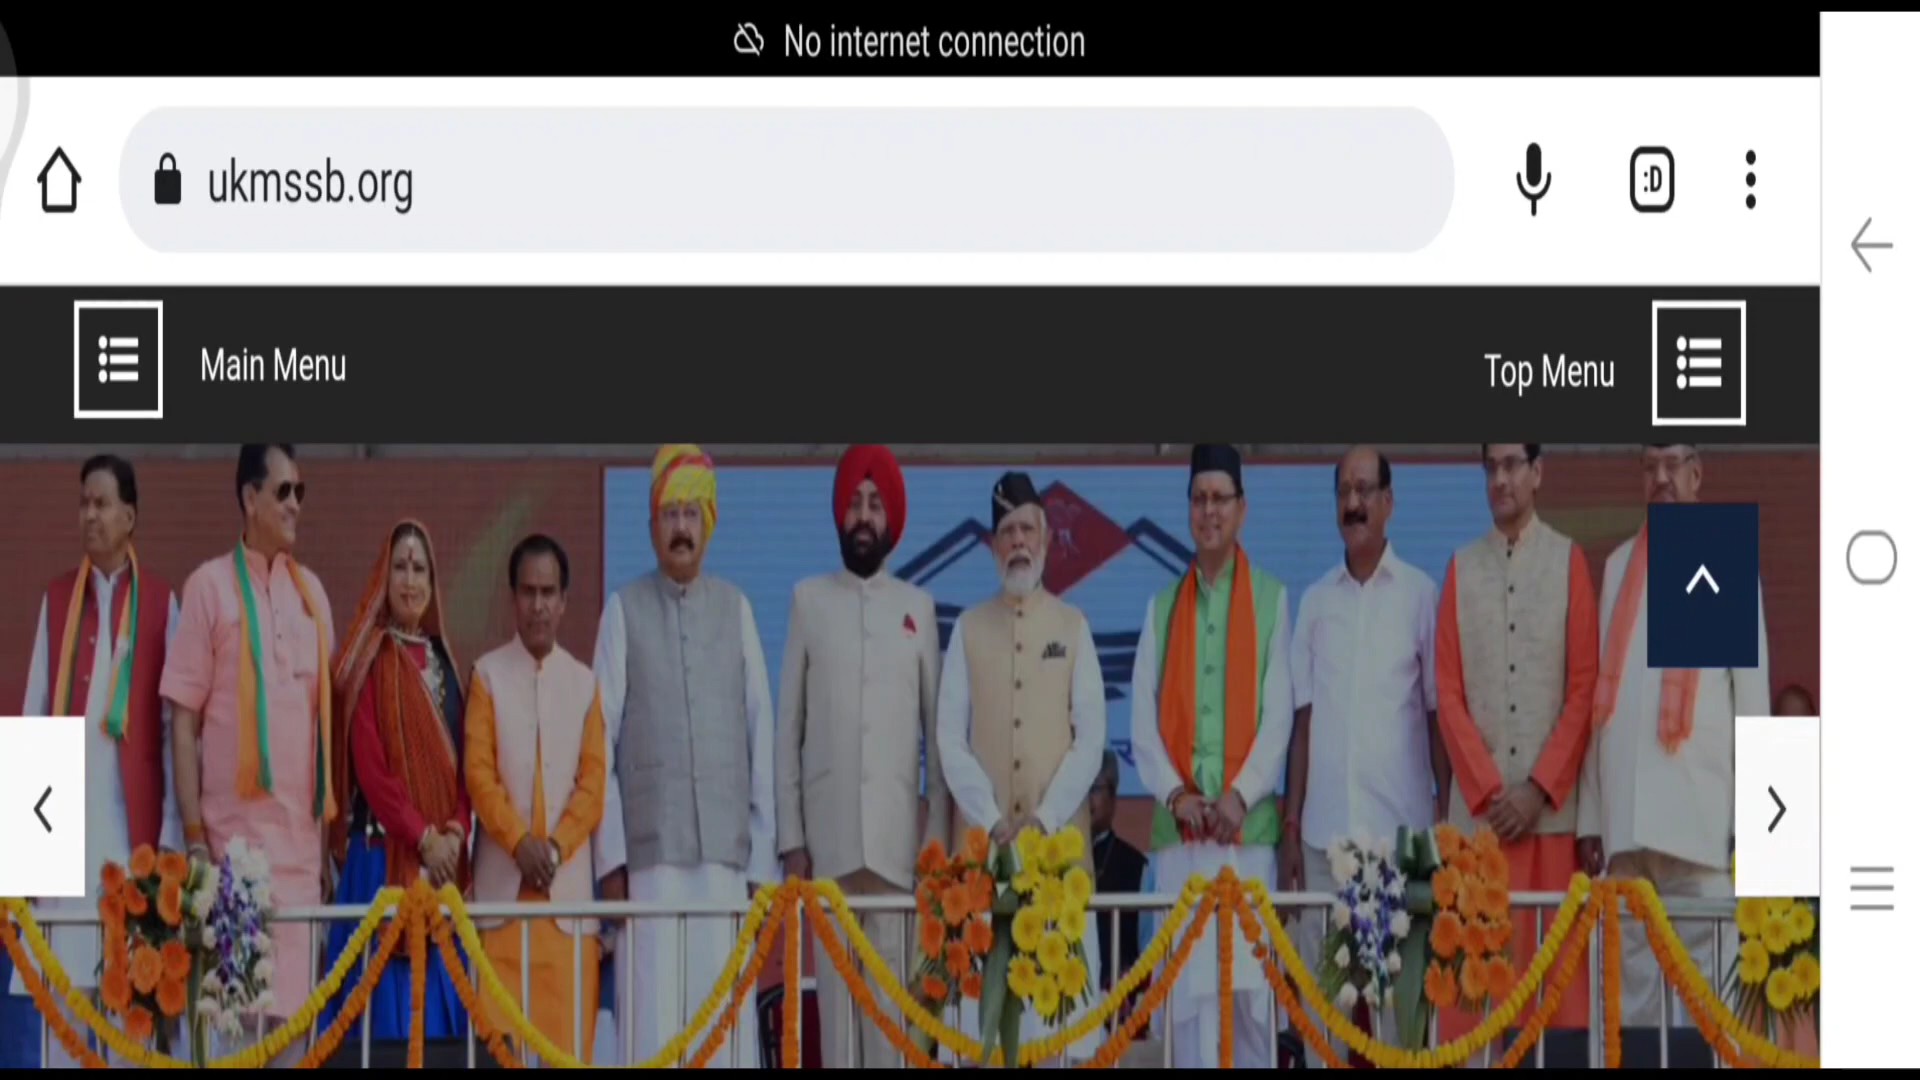 No internet connection
ukmssb.org
:D
Main Menu
Top Menu